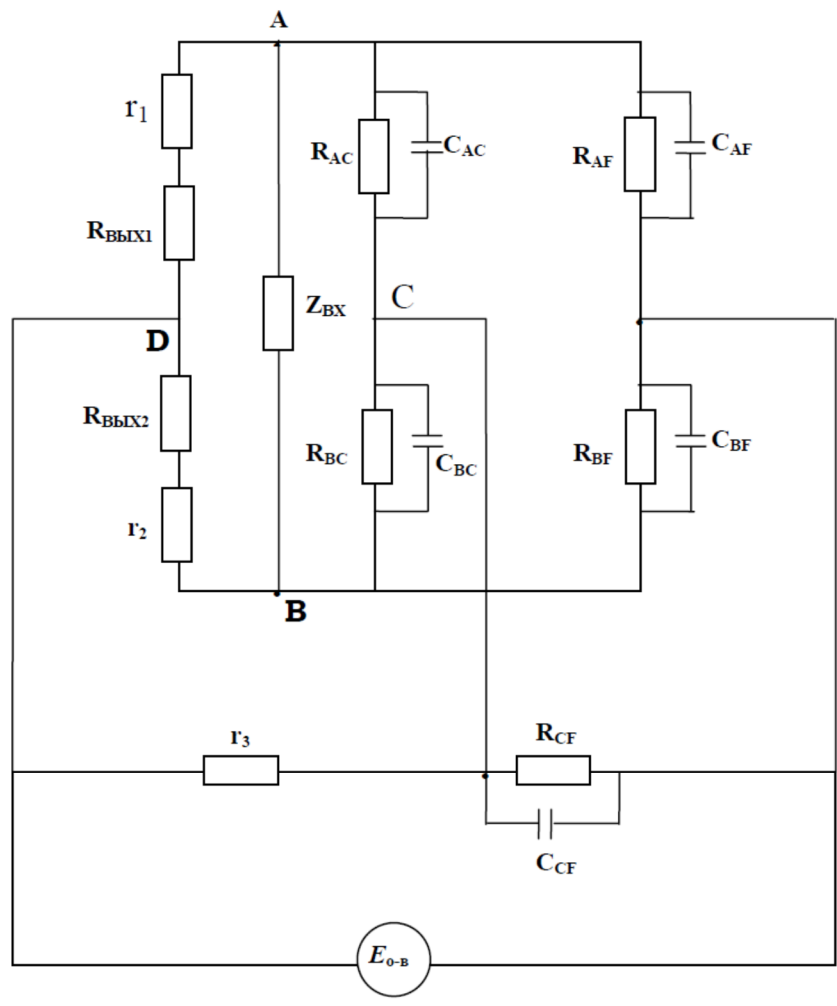 A
r1
RAC
CAC
RAF
CAF
RВЫХ1
ZВХ
C
D
RВЫХ2
RBC
CBC
RBF
CBF
r2
B
r3
RCF
CCF
Eо-в